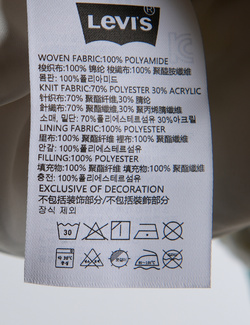 LEVI'S®
WOVEN FABRIC:100% POLYAMIDE
梭织布:100% 锦纶 梭織布:100% 聚酰胺纖維
몸판: 100%폴리아미드
KNIT FABRIC:70% POLYESTER 30% ACRYLIC
针织布:70% 聚酯纤维,30% 腈纶
針織布:70% 聚酯纖維,30% 聚丙烯腈纖維
소매, 밑단: 70%폴리에스테르섬유 30%아크릴
LINING FABRIC:100% POLYESTER
里布:100% 聚酯纤维 裡布:100% 聚酯纖維
안감: 100%폴리에스테르섬유
FILLING:100% POLYESTER
填充物:100% 聚酯纤维 填充物:100% 聚酯纖維
충전: 100%폴리에스테르섬유
EXCLUSIVE OF DECORATION
不包括装饰部分/不包括裝飾部分
장식 제외
30